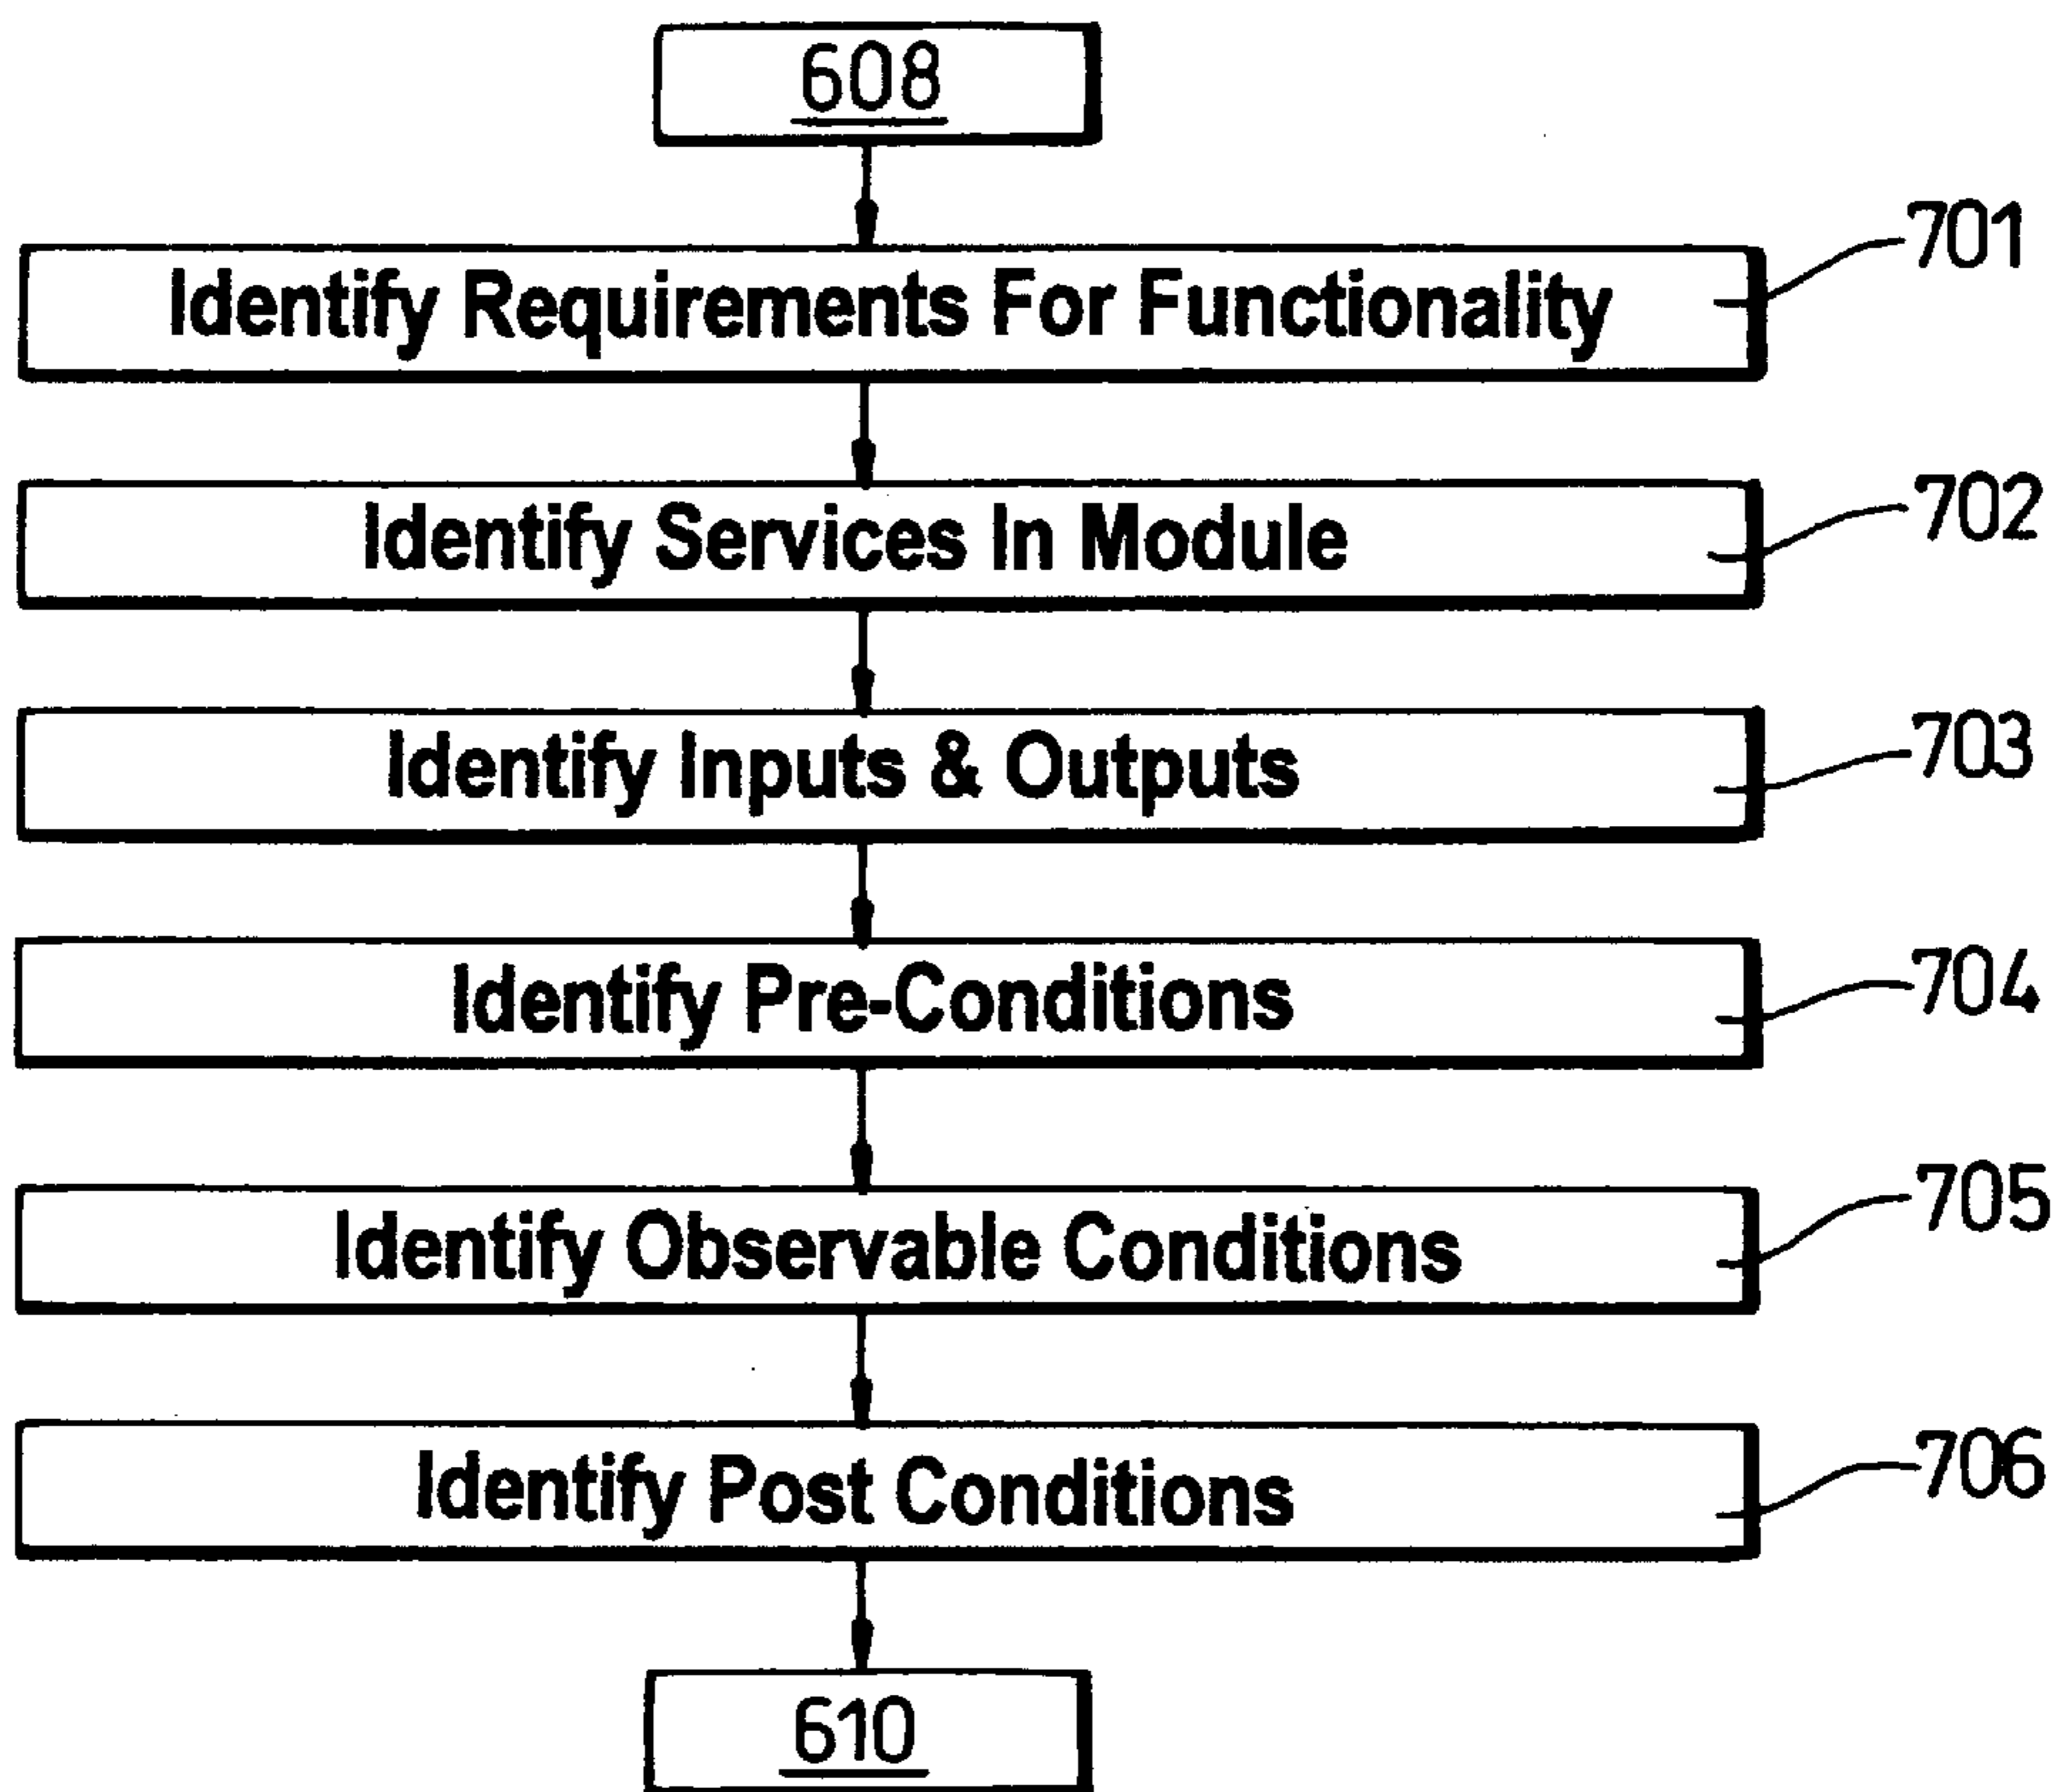 608
Identify Requirements For Functionality
701
Identify Services In Module
702
Identify Inputs & Outputs
703
Identify Pre-Conditions
704
Identify Observable Conditions
705
Identify Post Conditions
706
610